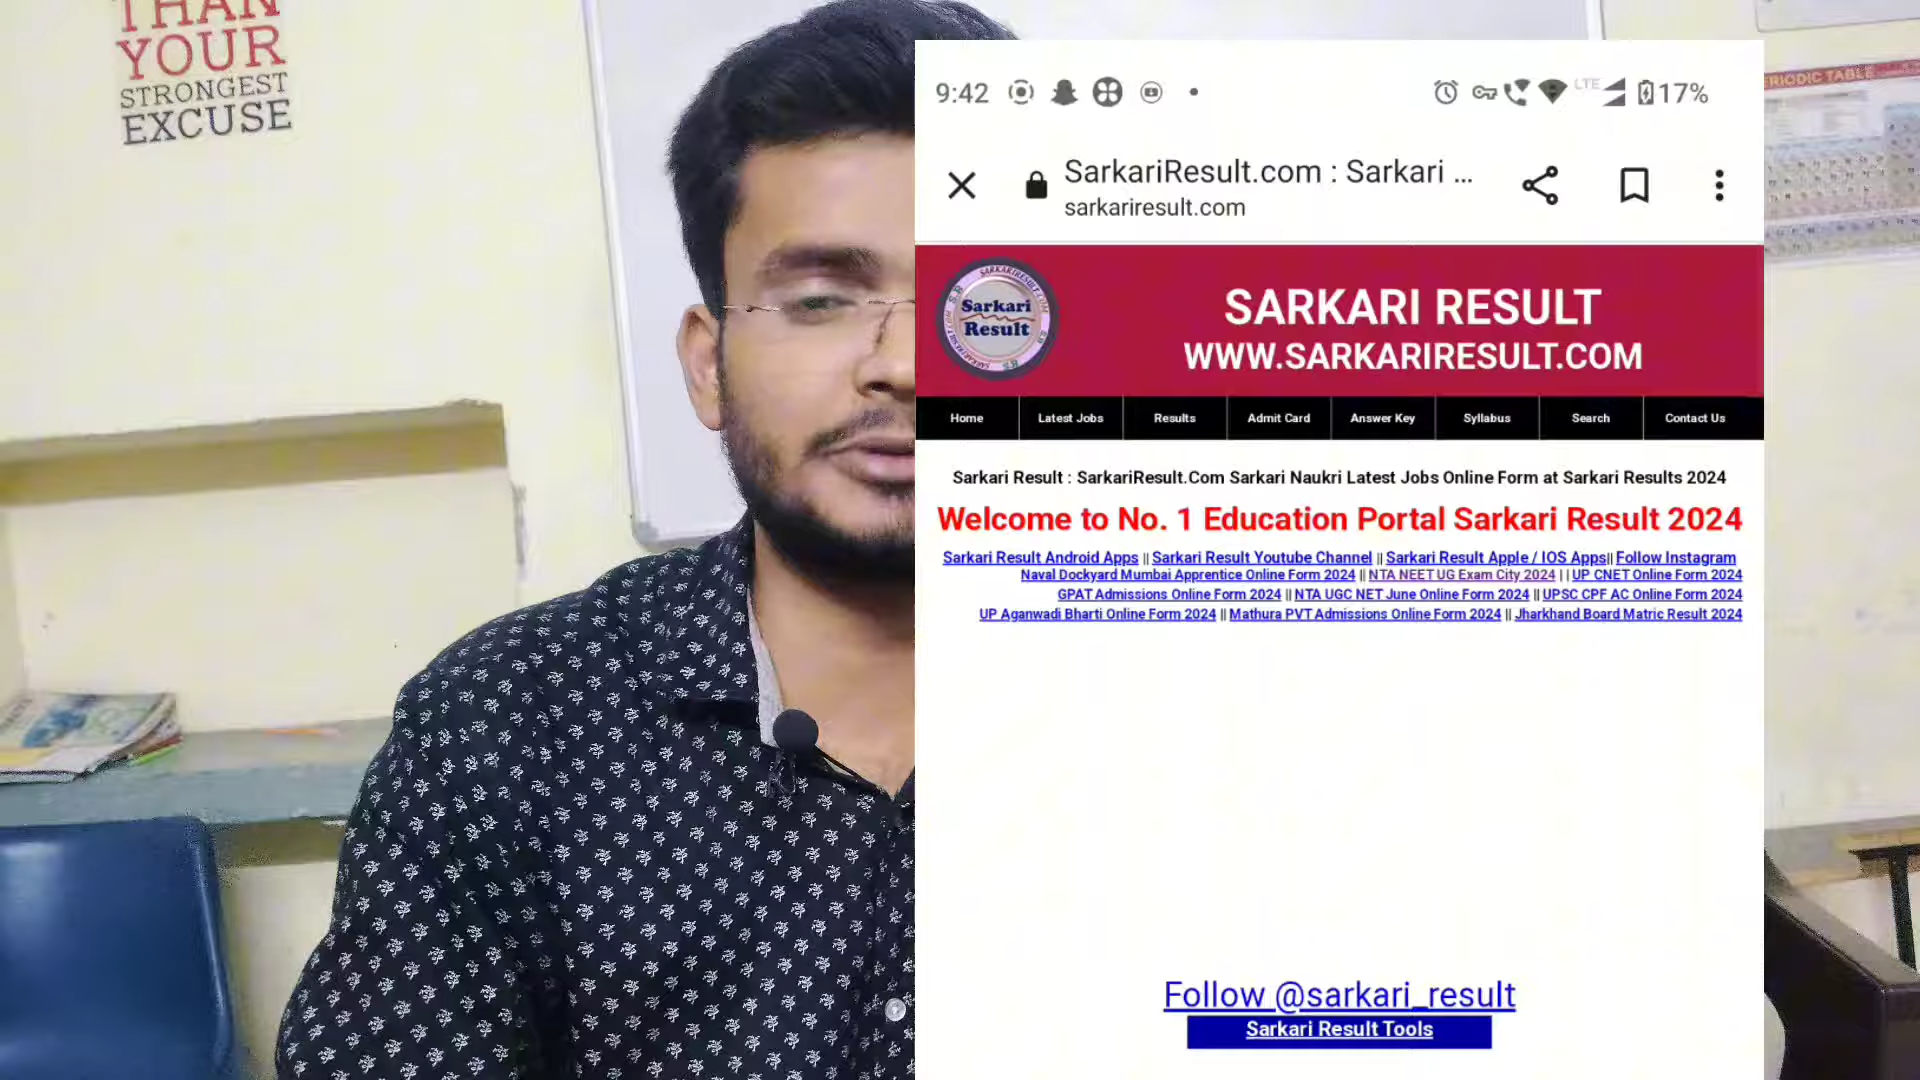 THAN
YOUR
STRONGEST
EXCUSE
PERIODIC TABLE
9:42
LTE
17%
SarkariResult.com : Sarkari ...
sarkariresult.com
Sarkari
Result
SARKARI RESULT
WWW.SARKARIRESULT.COM
Home Latest Jobs Results Admit Card Answer Key Syllabus Search Contact Us
Sarkari Result : SarkariResult.Com Sarkari Naukri Latest Jobs Online Form at Sarkari Results 2024
Welcome to No. 1 Education Portal Sarkari Result 2024
Sarkari Result Android Apps || Sarkari Result Youtube Channel || Sarkari Result Apple / IOS Apps|| Follow Instagram
Naval Dockyard Mumbai Apprentice Online Form 2024 || NTA NEET UG Exam City 2024 || UP CNET Online Form 2024
GPAT Admissions Online Form 2024 || NTA UGC NET June Online Form 2024 || UPSC CPF AC Online Form 2024
UP Aganwadi Bharti Online Form 2024 || Mathura PVT Admissions Online Form 2024 || Jharkhand Board Matric Result 2024
Follow @sarkari_result
Sarkari Result Tools